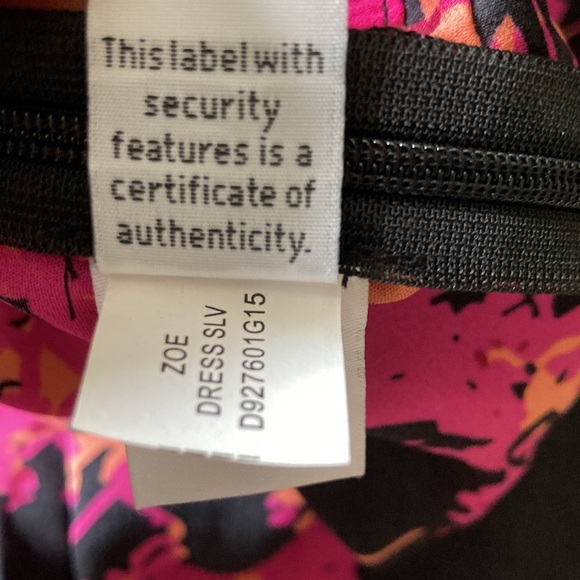 This label with
security
features is a
certificate of
authenticity.
ZOE
DRESS SLV
D927601G15